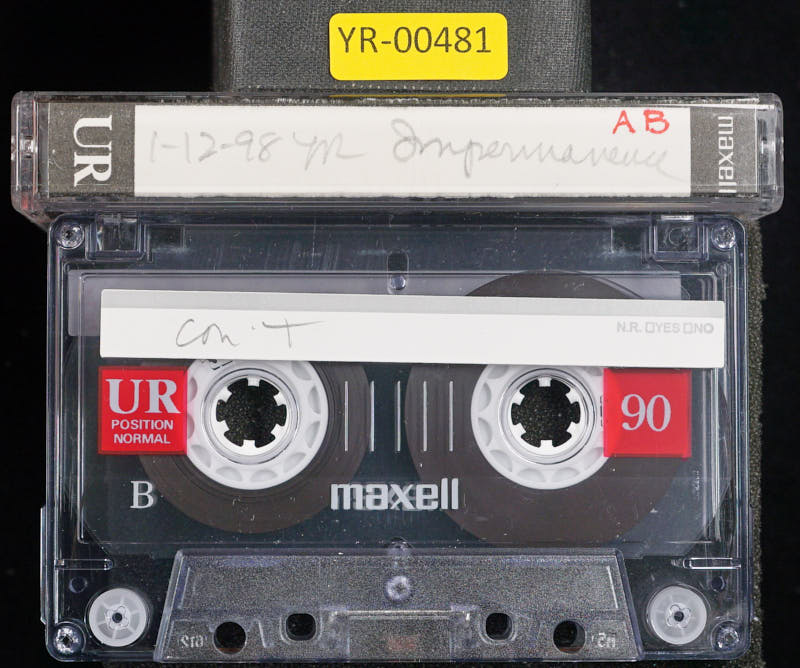 YR-00481
UR
1-12-98 YR Impermanence
AB
maxell
con't
N.R. YES NO
UR
POSITION
NORMAL
90
B
maxell